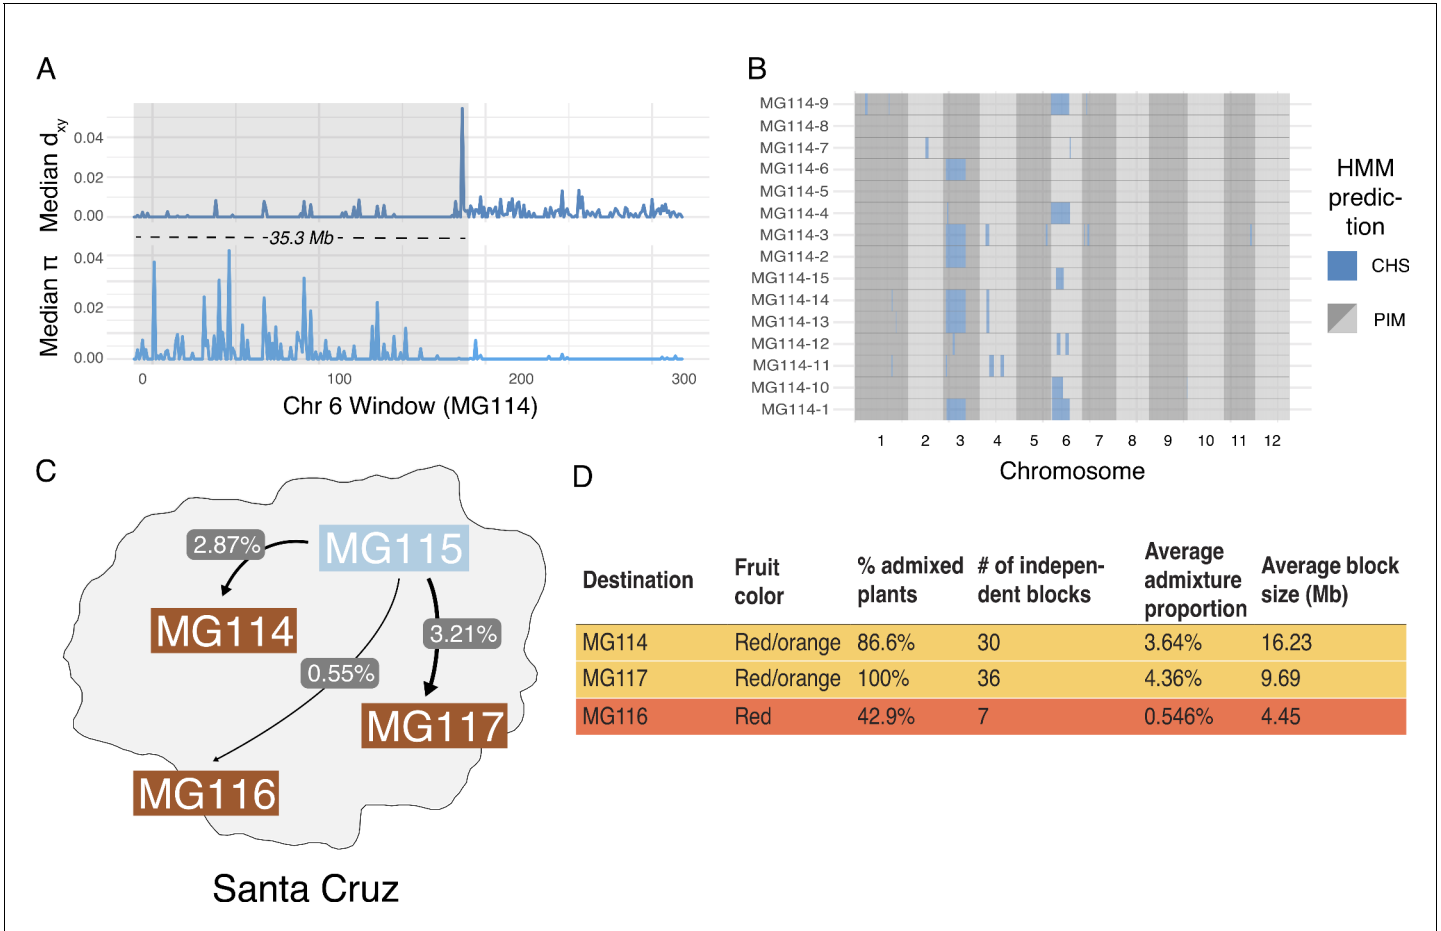 A
Median dxy
0.04
0.02
0.00
35.3 Mb
Median π
0.04
0.02
0.00
0 100 200 300
Chr 6 Window (MG114)
B
MG114-9
MG114-8
MG114-7
MG114-6
MG114-5
MG114-4
MG114-3
MG114-2
MG114-15
MG114-14
MG114-13
MG114-12
MG114-11
MG114-10
MG114-1
1 2 3 4 5 6 7 8 9 10 11 12
Chromosome
HMM
predic-
tion
CHS
PIM
C
MG115
2.87%
MG114
3.21%
0.55%
MG117
MG116
Santa Cruz
D
Destination
Fruit
color
% admixed
plants
# of indepen-
dent blocks
Average
admixture
proportion
Average block
size (Mb)
MG114 Red/orange 86.6% 30 3.64% 16.23
MG117 Red/orange 100% 36 4.36% 9.69
MG116 Red 42.9% 7 0.546% 4.45